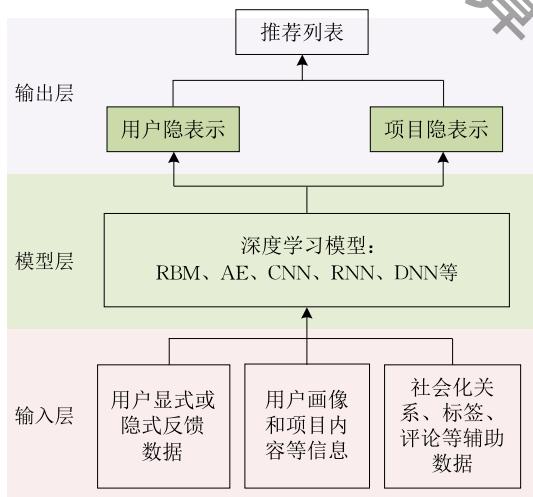 推荐列表
输出层
用户隐表示
项目隐表示
深度学习模型:
模型层
RBM、AE、CNN、RNN、DNN等
输入层
用户显式或
隐式反馈
数据
用户画像
和项目内
容等信息
社会化关
系、标签、
评论等辅助
数据